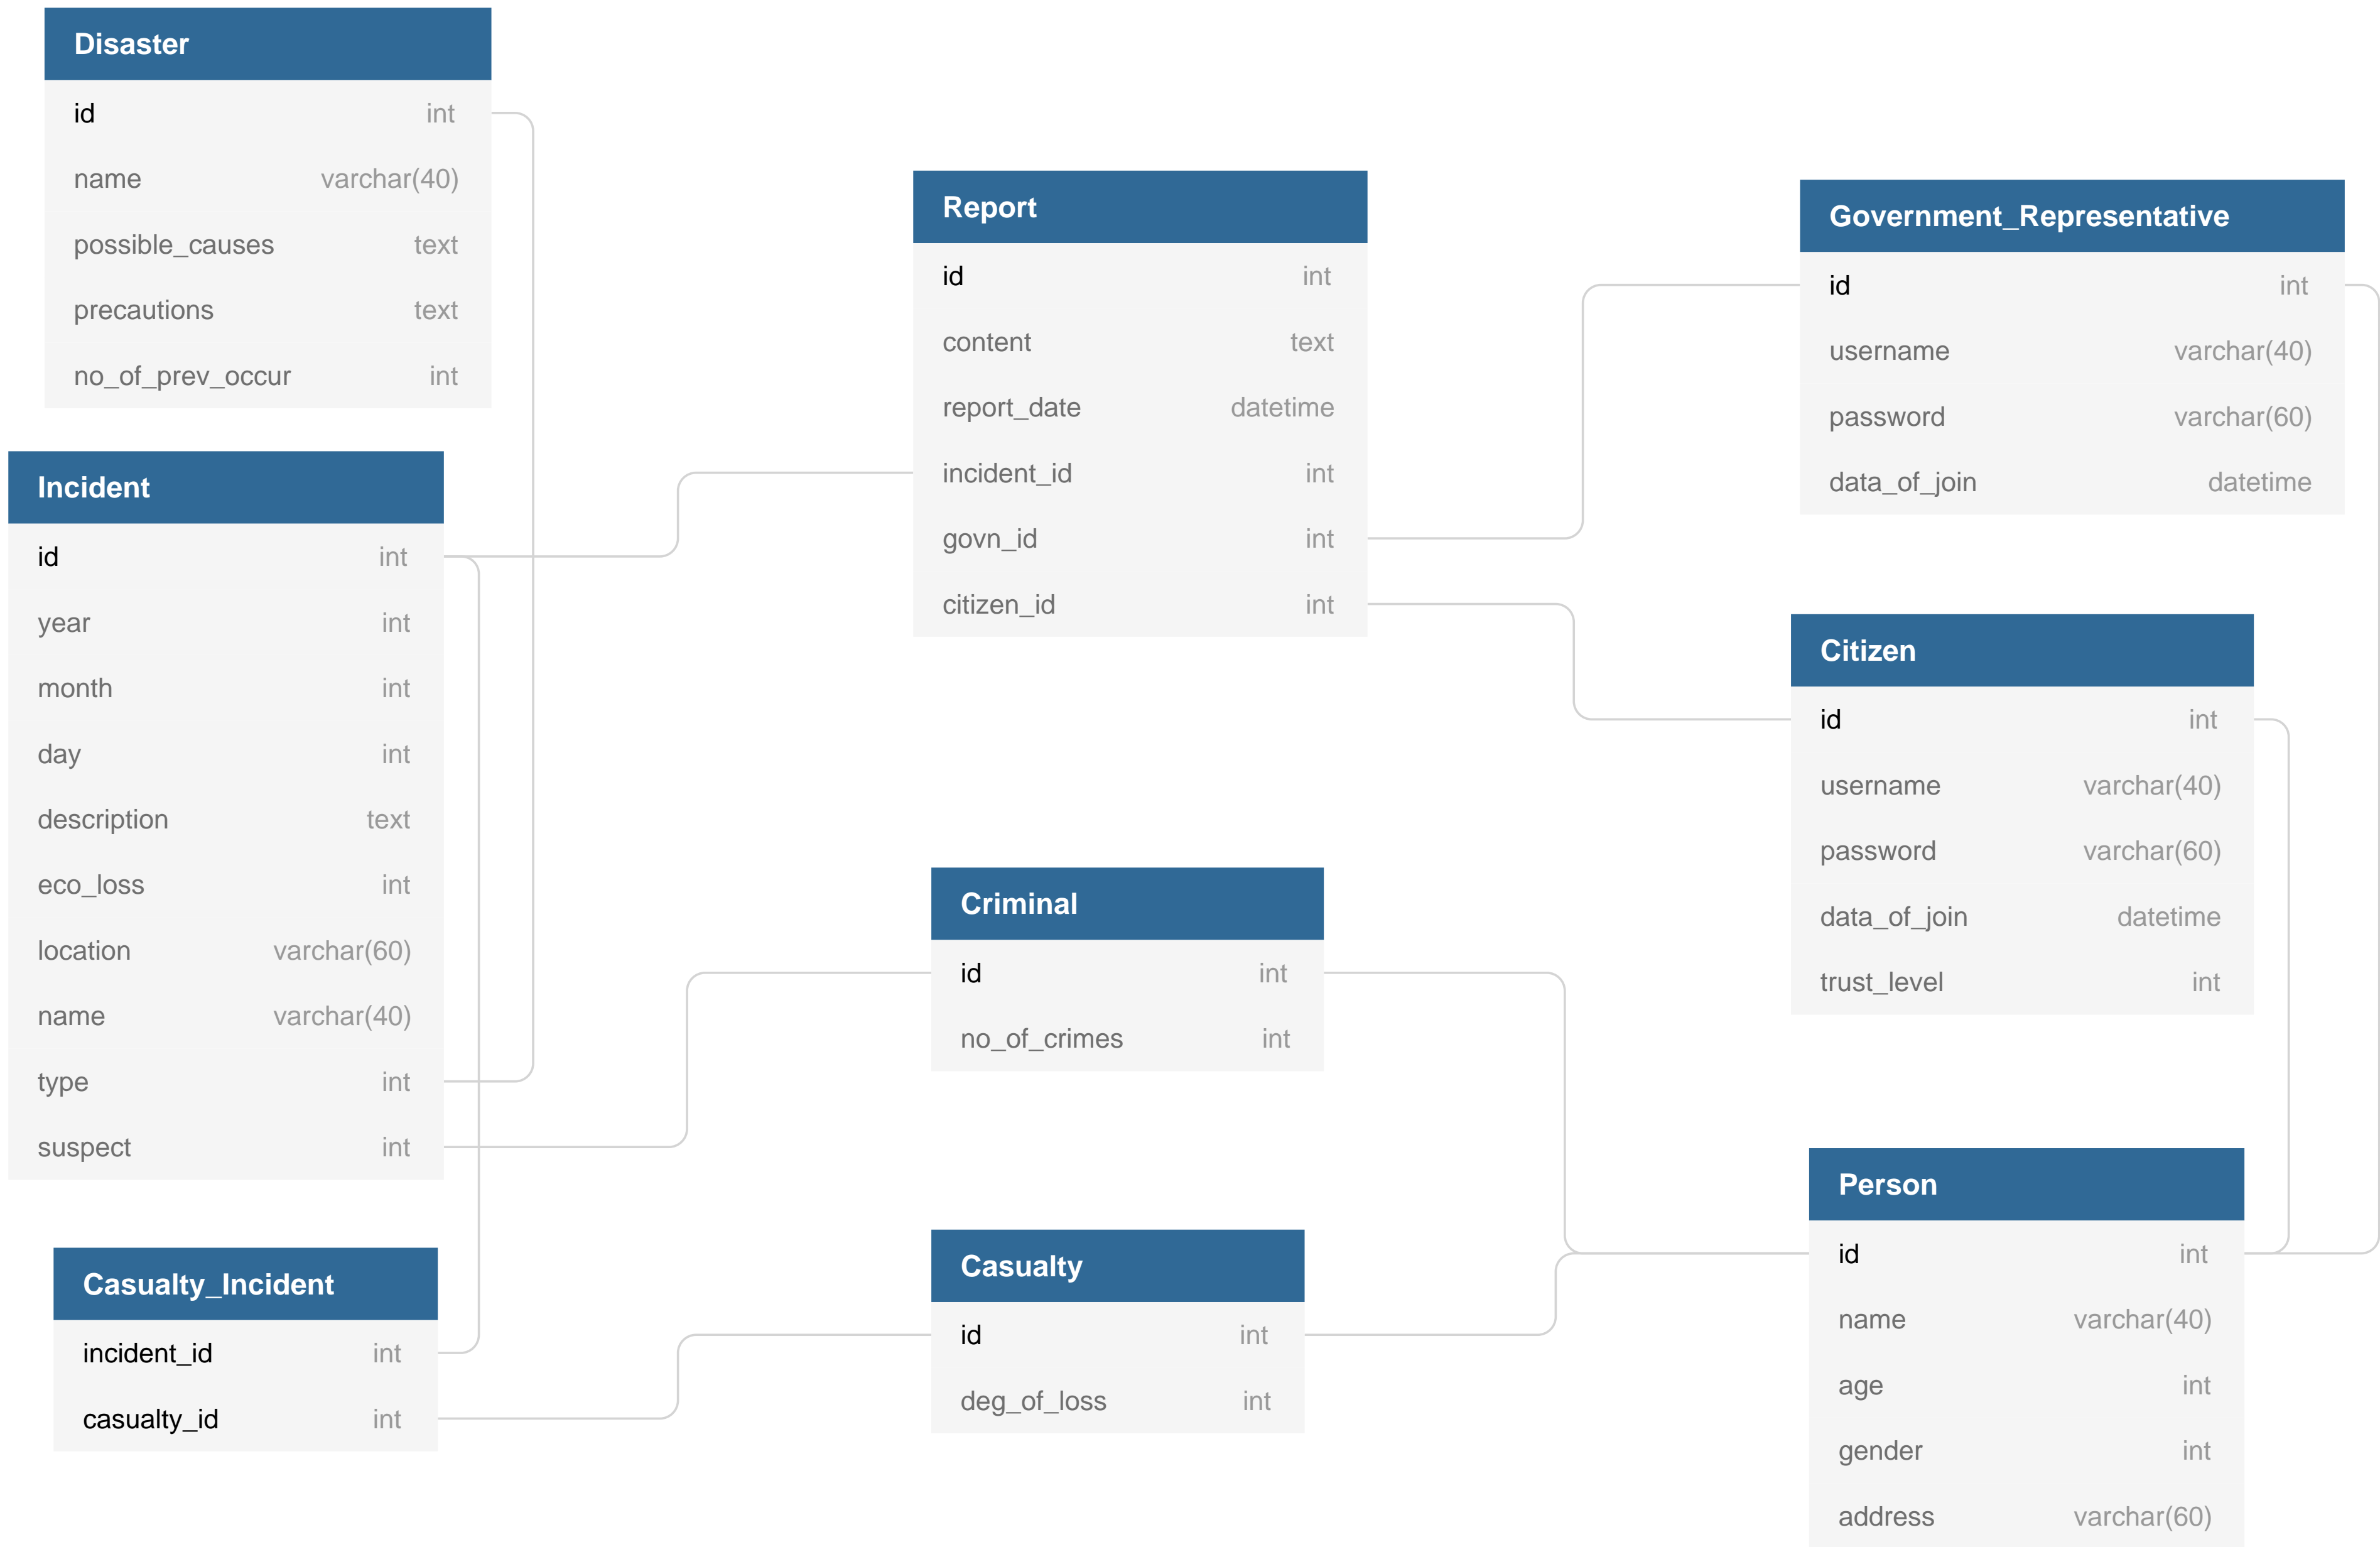 Disaster
id int
name varchar(40)
possible_causes text
precautions text
no_of_prev_occur int
Incident
id int
year int
month int
day int
description text
eco_loss int
location varchar(60)
name varchar(40)
type int
suspect int
Casualty_Incident
incident_id int
casualty_id int
Report
id int
content text
report_date datetime
incident_id int
govn_id int
citizen_id int
Criminal
id int
no_of_crimes int
Casualty
id int
deg_of_loss int
Government_Representative
id int
username varchar(40)
password varchar(60)
data_of_join datetime
Citizen
id int
username varchar(40)
password varchar(60)
data_of_join datetime
trust_level int
Person
id int
name varchar(40)
age int
gender int
address varchar(60)